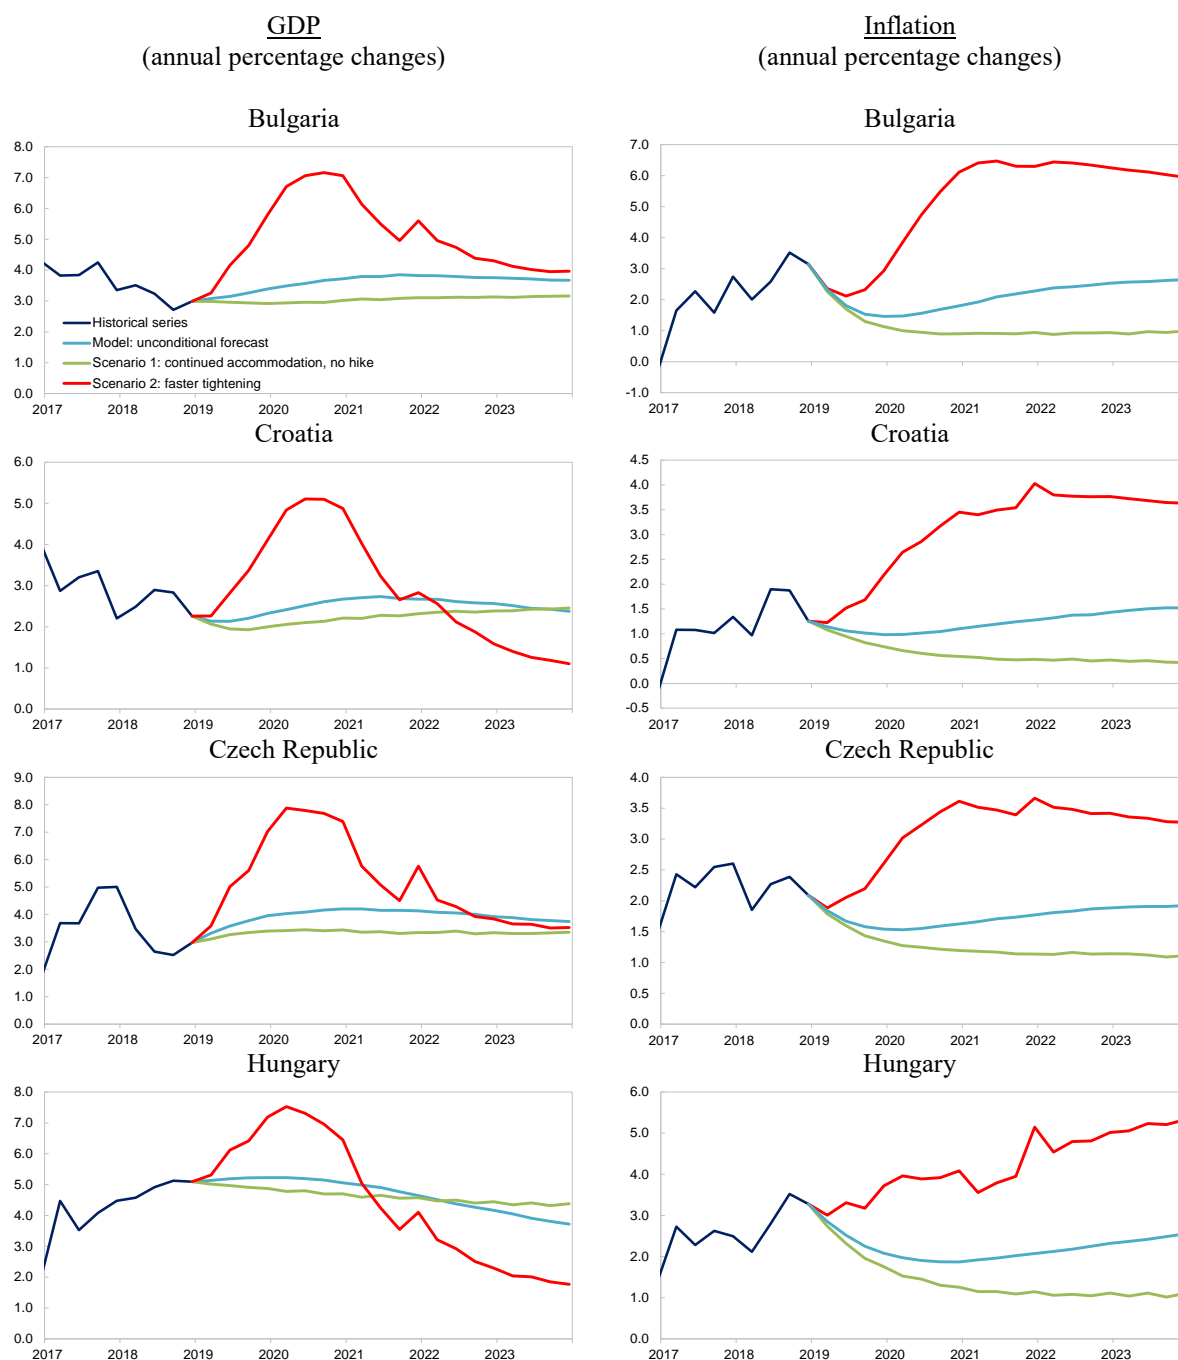 GDP
(annual percentage changes)
Inflation
(annual percentage changes)
Bulgaria
8.0
7.0
6.0
5.0
4.0
3.0
2.0
1.0
0.0
Historical series
Model: unconditional forecast
Scenario 1: continued accommodation, no hike
Scenario 2: faster tightening
2017 2018 2019 2020 2021 2022 2023
Bulgaria
7.0
6.0
5.0
4.0
3.0
2.0
1.0
0.0
-1.0
2017 2018 2019 2020 2021 2022 2023
Croatia
6.0
5.0
4.0
3.0
2.0
1.0
0.0
2017 2018 2019 2020 2021 2022 2023
Croatia
4.5
4.0
3.5
3.0
2.5
2.0
1.5
1.0
0.5
0.0
-0.5
2017 2018 2019 2020 2021 2022 2023
Czech Republic
9.0
8.0
7.0
6.0
5.0
4.0
3.0
2.0
1.0
0.0
2017 2018 2019 2020 2021 2022 2023
Czech Republic
4.0
3.5
3.0
2.5
2.0
1.5
1.0
0.5
0.0
2017 2018 2019 2020 2021 2022 2023
Hungary
8.0
7.0
6.0
5.0
4.0
3.0
2.0
1.0
0.0
2017 2018 2019 2020 2021 2022 2023
Hungary
6.0
5.0
4.0
3.0
2.0
1.0
0.0
2017 2018 2019 2020 2021 2022 2023